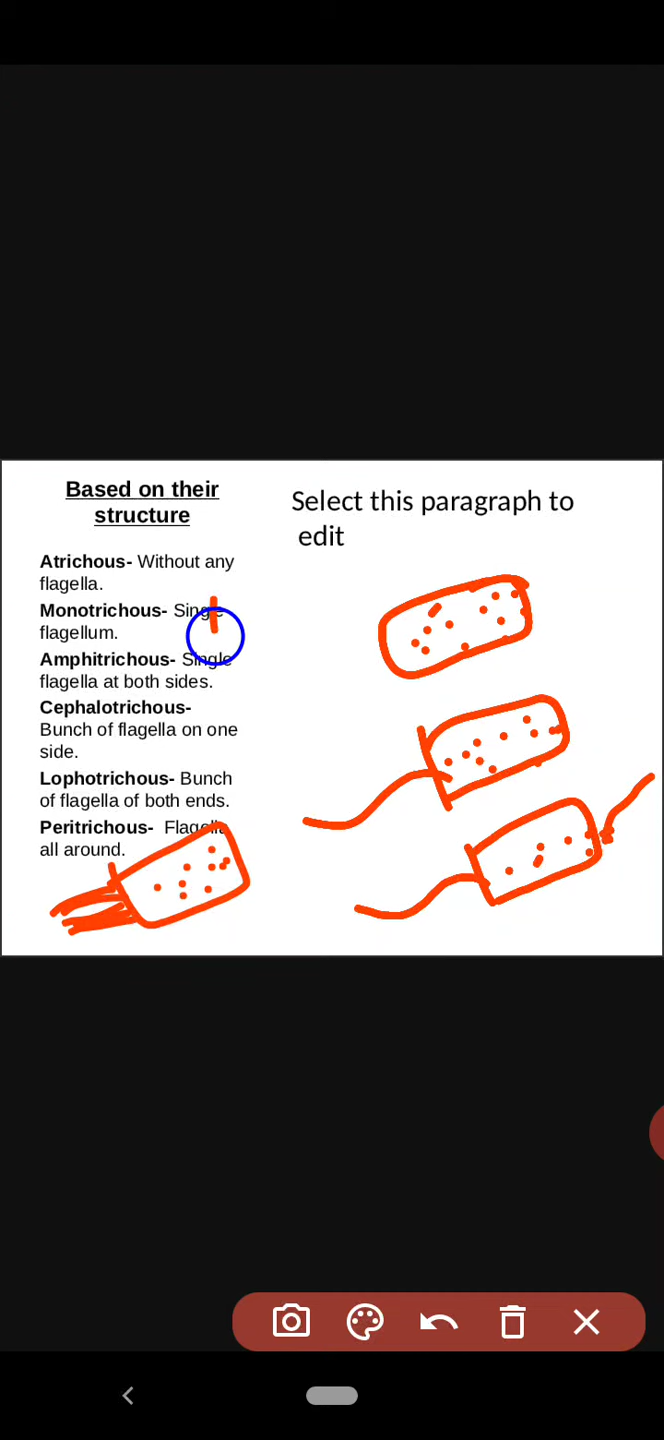 Based on their
structure
Atrichous- Without any
flagella.
Monotrichous- Single
flagellum.
Amphitrichous- Single
flagella at both sides.
Cephalotrichous-
Bunch of flagella on one
side.
Lophotrichous- Bunch
of flagella of both ends.
Peritrichous- Flagella
all around.
Select this paragraph to
edit